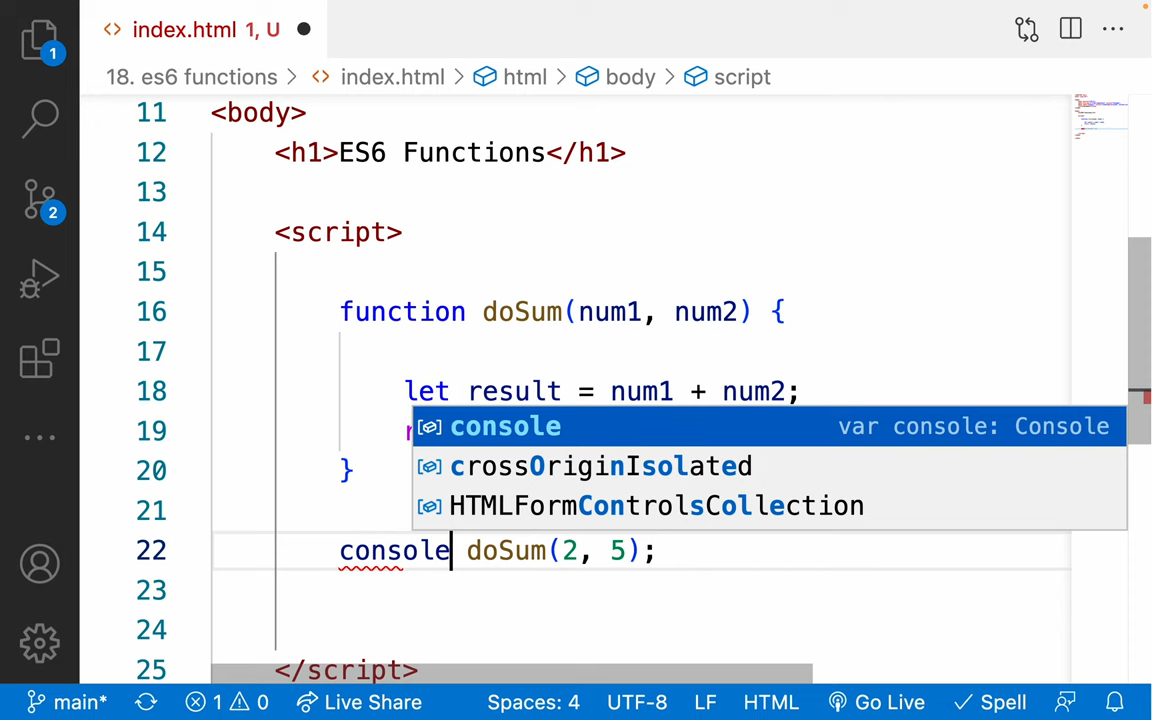 index.html 1, U
1
18. es6 functions > index.html > html > body > script
11 <body>
12 <h1>ES6 Functions</h1>
13
14 <script>
2
15
16 function doSum(num1, num2) {
17
18 let result = num1 + num2;
19
console var console: Console
20 }
crossOriginIsolated
21
HTMLFormControlsCollection
22 console doSum(2, 5);
23
24
25 </script>
main* 1 0 Live Share Spaces: 4 UTF-8 LF HTML Go Live Spell